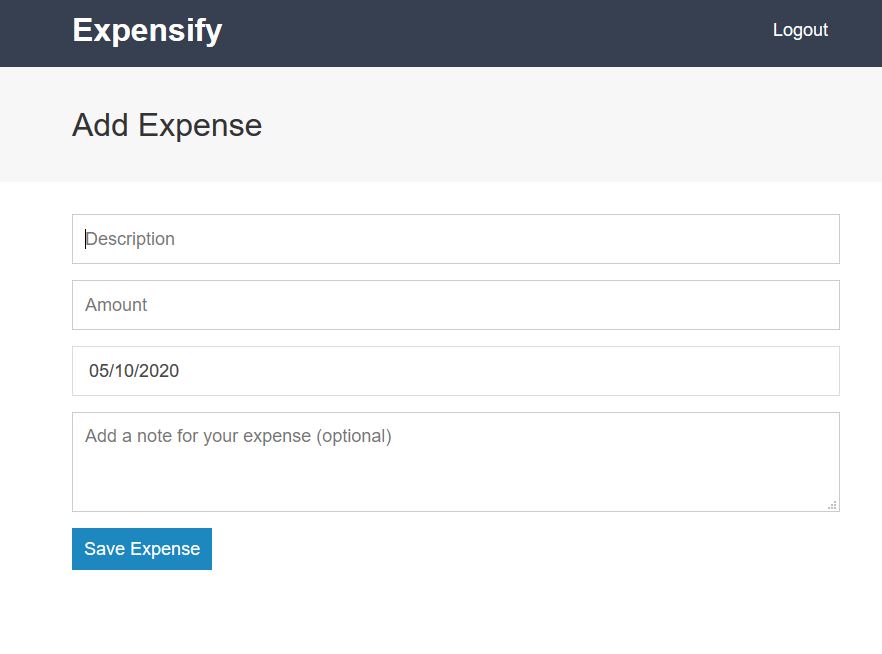 Expensify
Logout
Add Expense
Description
Amount
05/10/2020
Add a note for your expense (optional)
Save Expense